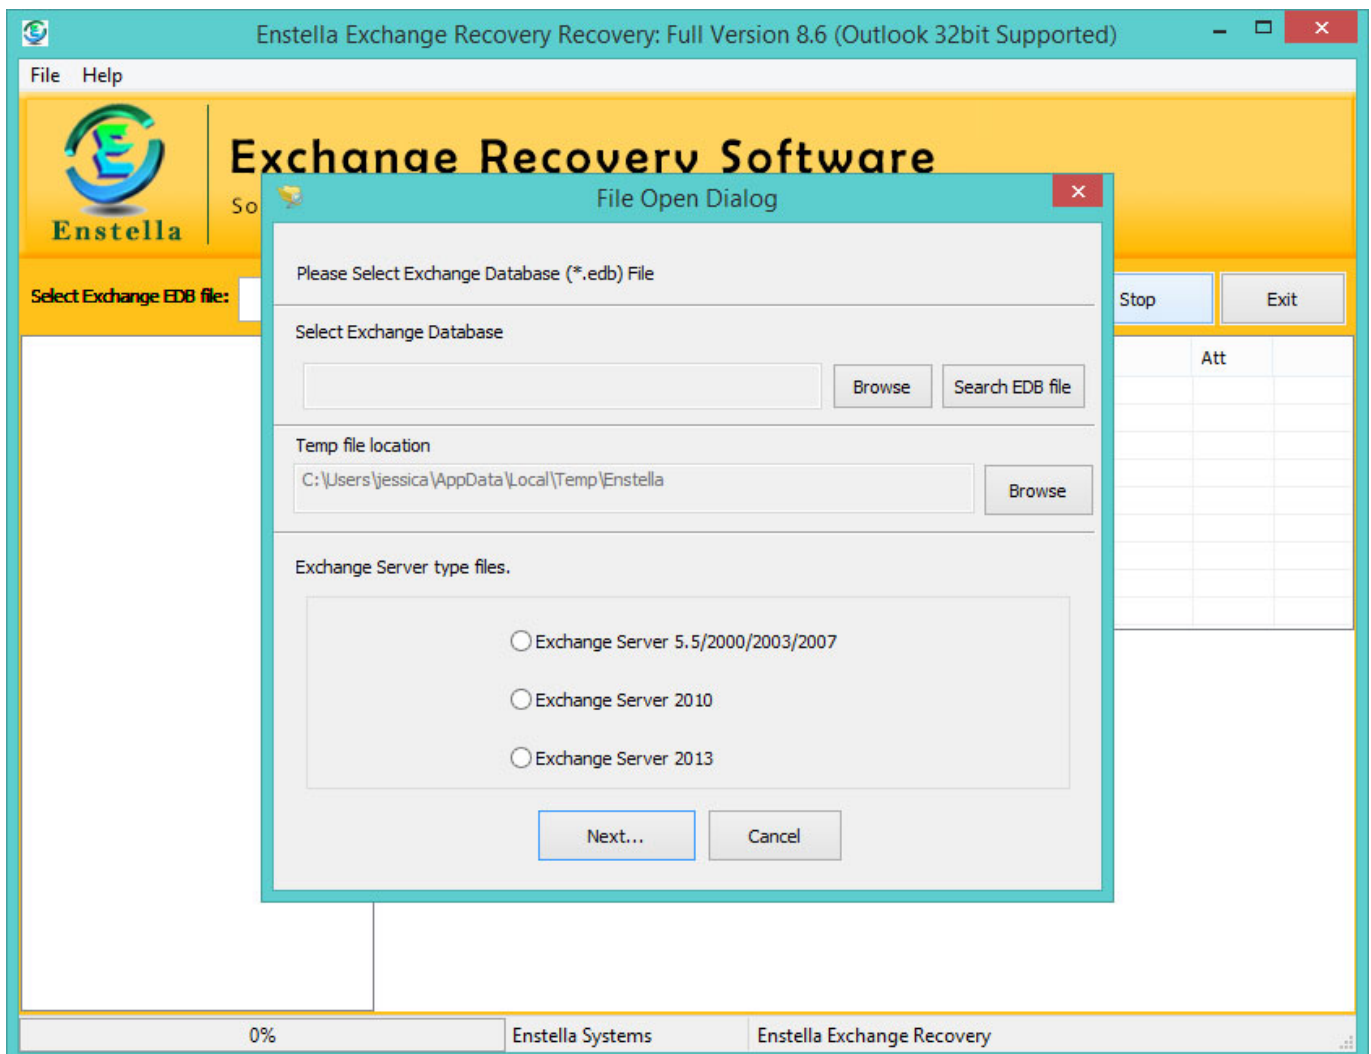 Enstella Exchange Recovery Recovery: Full Version 8.6 (Outlook 32bit Supported)
File Help
Exchange Recovery Software
So
Enstella
File Open Dialog
Please Select Exchange Database (*.edb) File
Select Exchange EDB file:
Stop
Exit
Select Exchange Database
Browse
Search EDB file
Att
Temp file location
C:\Users\jessica\AppData\Local\Temp\Enstella
Browse
Exchange Server type files.
Exchange Server 5.5/2000/2003/2007
Exchange Server 2010
Exchange Server 2013
Next...
Cancel
0%
Enstella Systems
Enstella Exchange Recovery